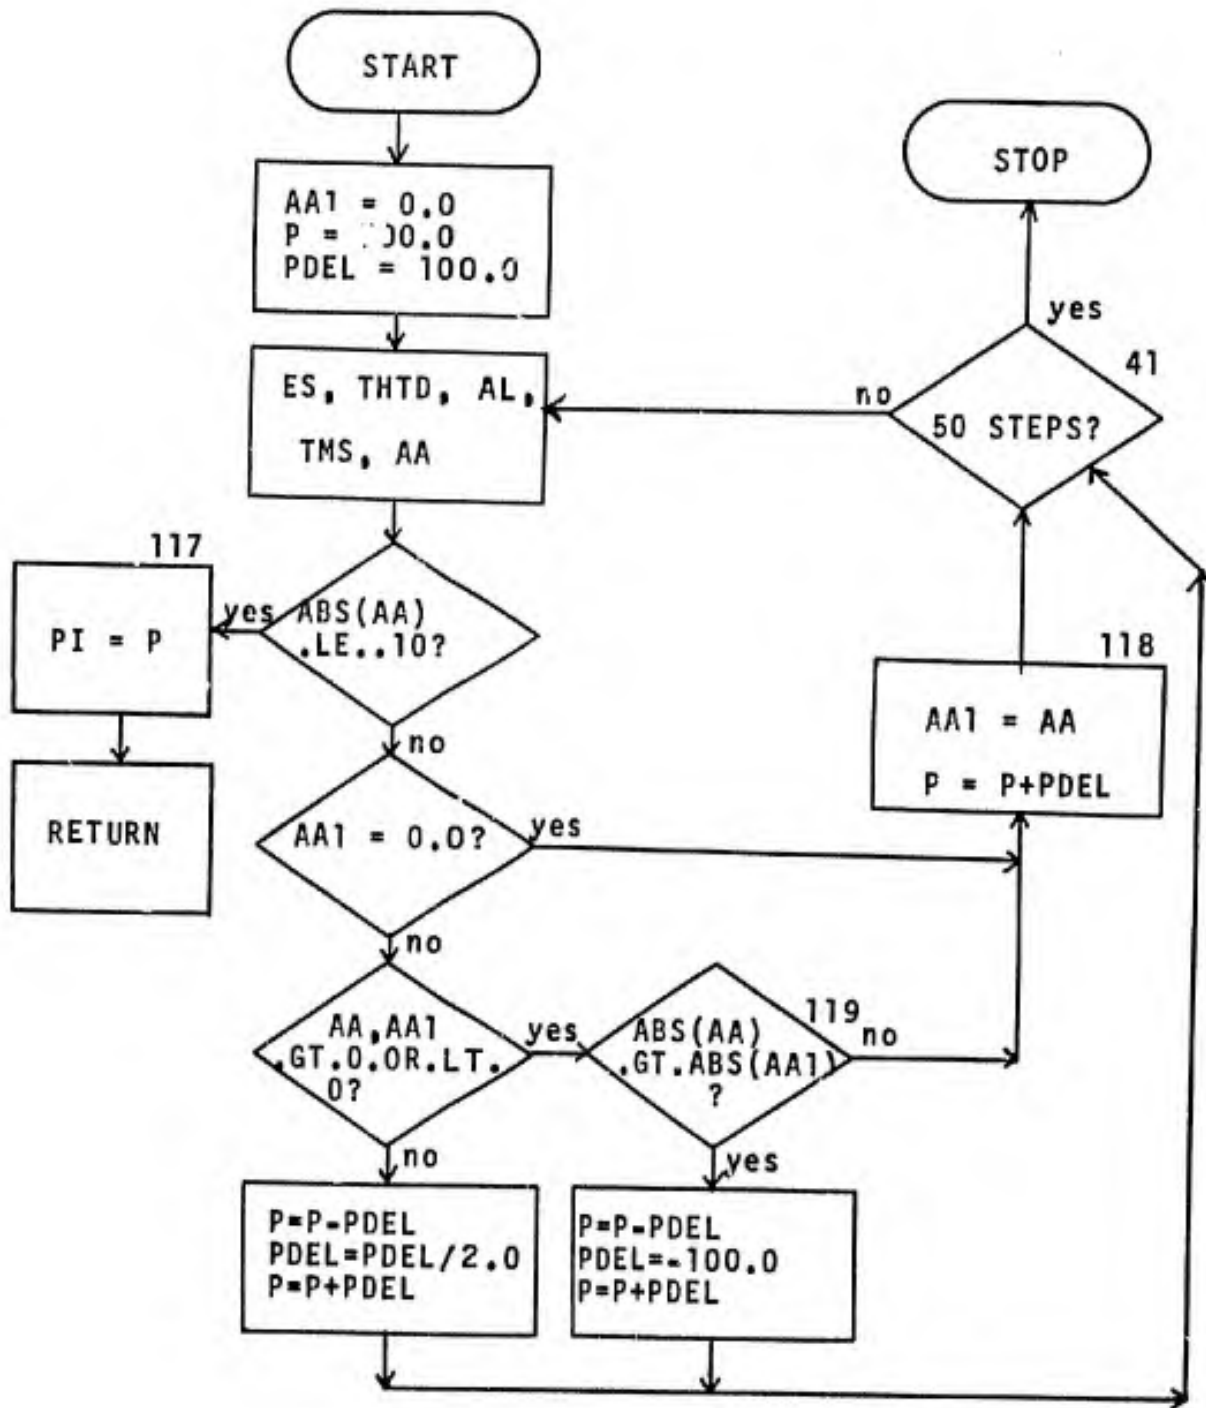 START
AA1 = 0.0
P =
PDEL = 100.0
ES, THTD, AL,
TMS, AA
ABS(AA)
.LE..10?
yes
117
PI = P
RETURN
no
AA1 = 0.0?
yes
no
AA,AA1
.GT.0.OR.LT.
0?
yes
119
ABS(AA)
.GT.ABS(AA1)
?
no
no
P=P-PDEL
PDEL=PDEL/2.0
P=P+PDEL
yes
P=P-PDEL
PDEL=-100.0
P=P+PDEL
118
AA1 = AA
P = P+PDEL
41
50 STEPS?
no
yes
STOP